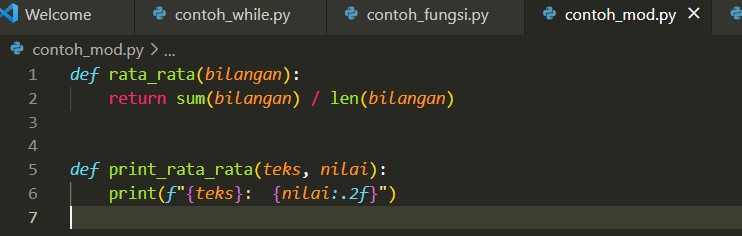 Welcome contoh_while.py contoh_fungsi.py contoh_mod.py ×
contoh_mod.py > ...
1 def rata_rata(bilangan):
2     return sum(bilangan) / len(bilangan)
3
4
5 def print_rata_rata(teks, nilai):
6     print(f"{teks}:  {nilai:.2f}")
7